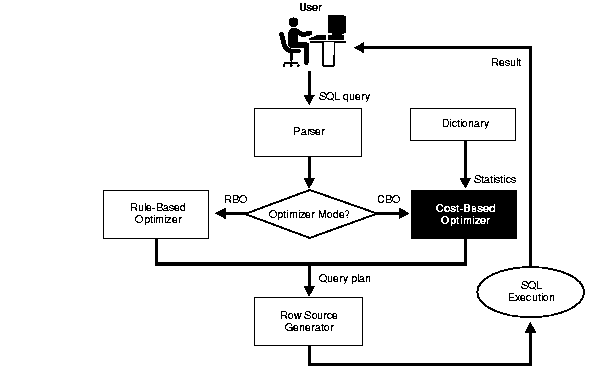 User
Result
SQL query
Parser
Dictionary
Statistics
RBO
CBO
Rule-Based
Optimizer
Optimizer Mode?
Cost-Based
Optimizer
Query plan
SQL
Execution
Row Source
Generator